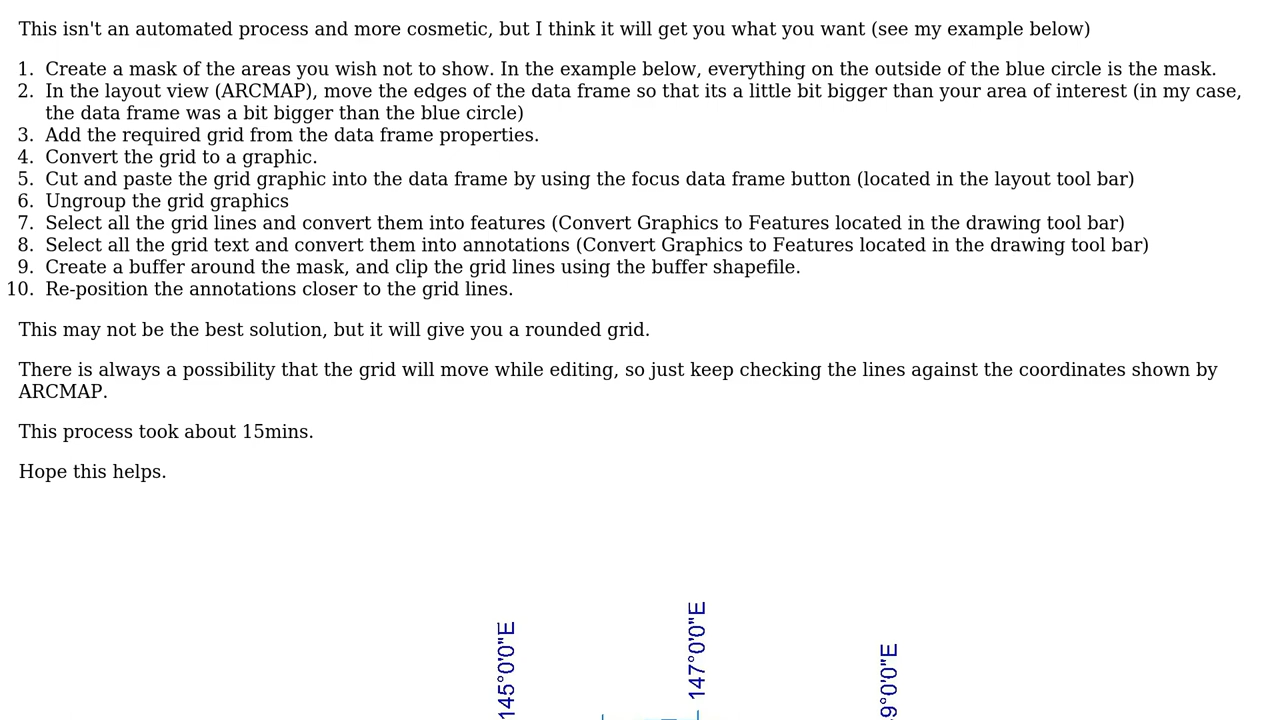 This isn't an automated process and more cosmetic, but I think it will get you what you want (see my example below)
1. Create a mask of the areas you wish not to show. In the example below, everything on the outside of the blue circle is the mask.
2. In the layout view (ARCMAP), move the edges of the data frame so that its a little bit bigger than your area of interest (in my case,
the data frame was a bit bigger than the blue circle)
3. Add the required grid from the data frame properties.
4. Convert the grid to a graphic.
5. Cut and paste the grid graphic into the data frame by using the focus data frame button (located in the layout tool bar)
6. Ungroup the grid graphics
7. Select all the grid lines and convert them into features (Convert Graphics to Features located in the drawing tool bar)
8. Select all the grid text and convert them into annotations (Convert Graphics to Features located in the drawing tool bar)
9. Create a buffer around the mask, and clip the grid lines using the buffer shapefile.
10. Re-position the annotations closer to the grid lines.
This may not be the best solution, but it will give you a rounded grid.
There is always a possibility that the grid will move while editing, so just keep checking the lines against the coordinates shown by
ARCMAP.
This process took about 15mins.
Hope this helps.
145°0'0"E
147°0'0"E
9°0'0"E